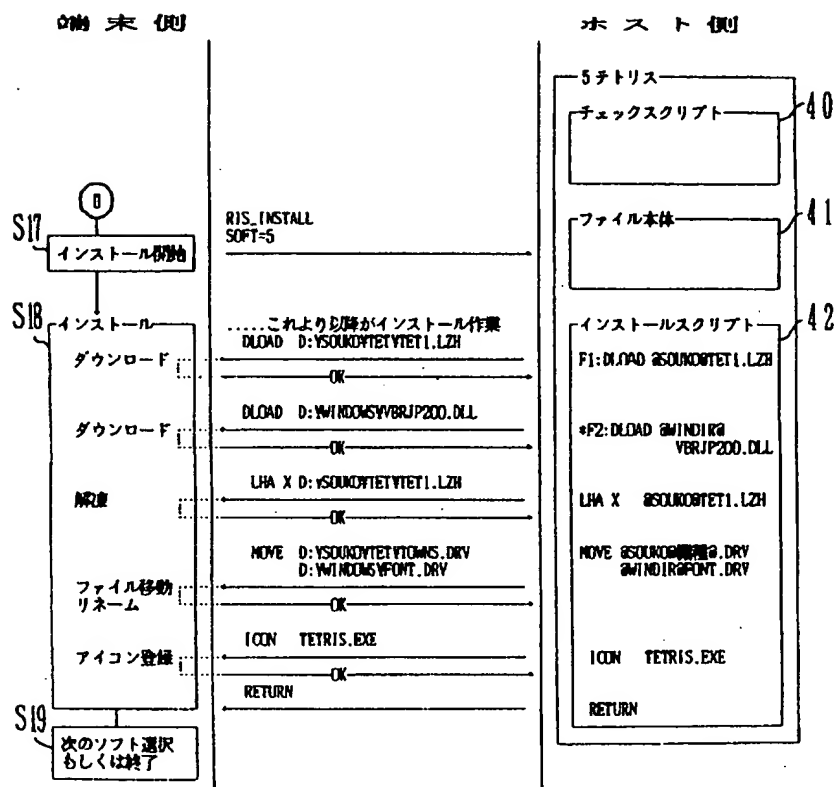 端末側
ホスト側
5テトリス
チェックスクリプト
40
S17
インストール開始
RIS_INSTALL
SOFT=5
ファイル本体
41
S18
インストール
.....これより以降がインストール作業
インストールスクリプト
42
ダウンロード
DLOAD D:¥SOUKO¥TET¥TET1.LZH
OK
F1:DLOAD @SOUKO@TET1.LZH
ダウンロード
DLOAD D:¥WINDOWS¥VBRJP200.DLL
OK
*F2:DLOAD @WINDIR@
VBRJP200.DLL
解凍
LHA X D:¥SOUKO¥TET¥TET1.LZH
OK
LHA X @SOUKO@TET1.LZH
ファイル移動
リネーム
MOVE D:¥SOUKO¥TET¥TOWNS.DRV
D:¥WINDOWS¥FONT.DRV
OK
MOVE @SOUKO@機種@.DRV
@WINDIR@FONT.DRV
アイコン登録
ICON TETRIS.EXE
OK
ICON TETRIS.EXE
RETURN
RETURN
S19
次のソフト選択
もしくは終了